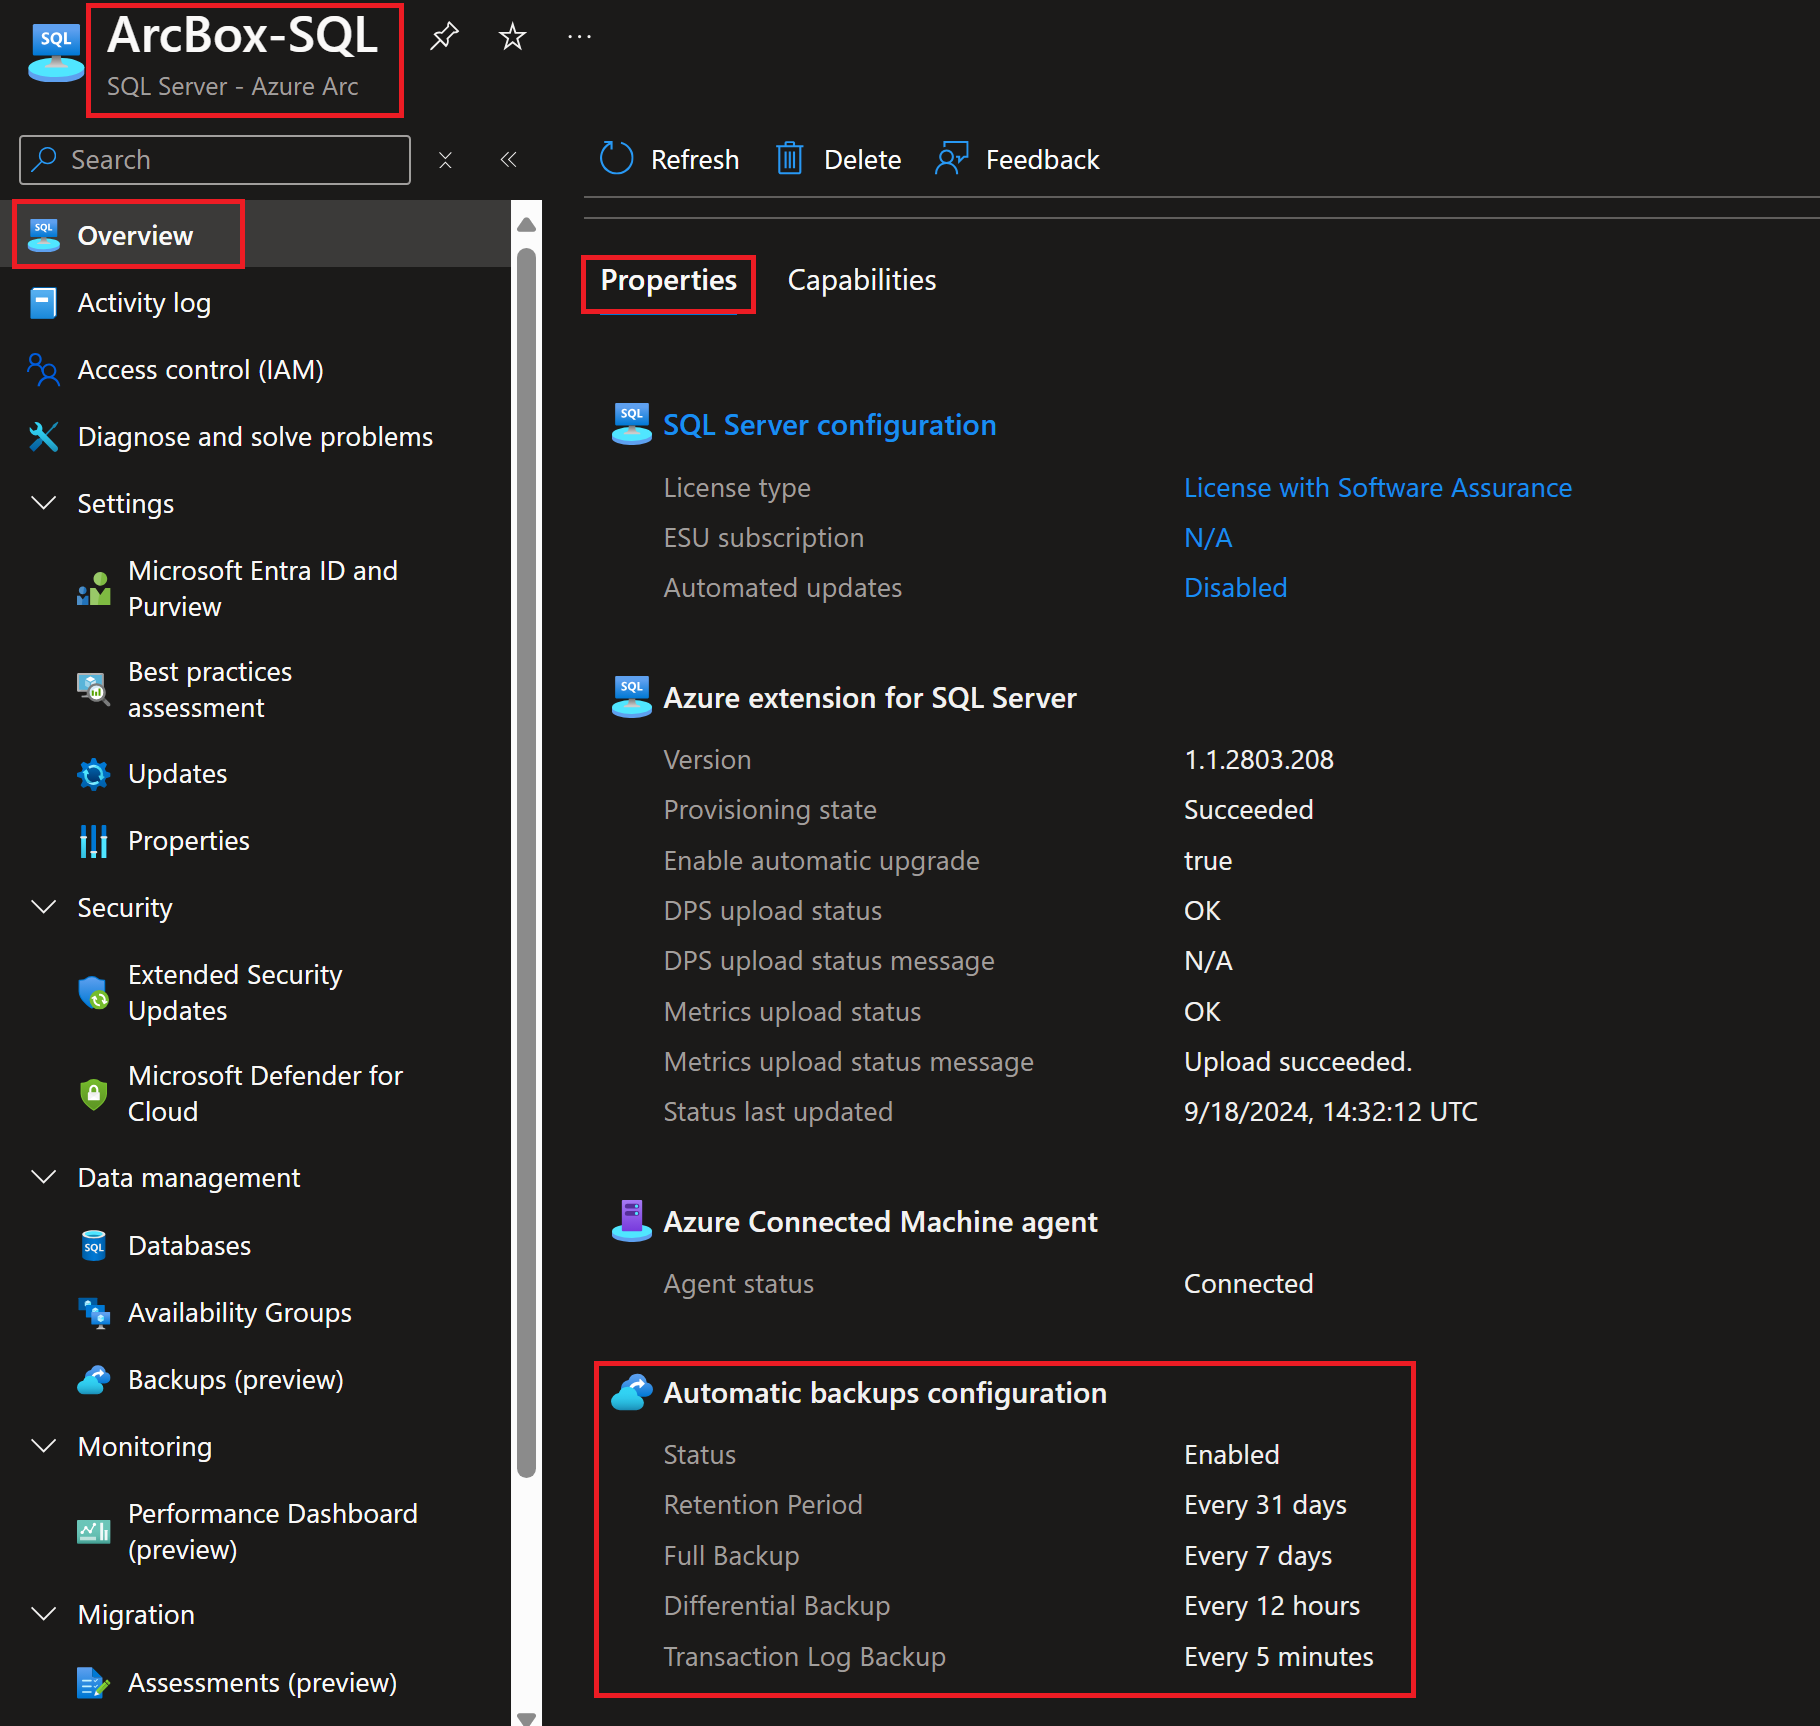 ArcBox-SQL
SQL Server - Azure Arc
Search
Refresh
Delete
Feedback
Overview
Activity log
Access control (IAM)
Diagnose and solve problems
Settings
Microsoft Entra ID and
Purview
Best practices
assessment
Updates
Properties
Security
Extended Security
Updates
Microsoft Defender for
Cloud
Data management
Databases
Availability Groups
Backups (preview)
Monitoring
Performance Dashboard
(preview)
Migration
Assessments (preview)
Properties
Capabilities
SQL Server configuration
License type License with Software Assurance
ESU subscription N/A
Automated updates Disabled
Azure extension for SQL Server
Version 1.1.2803.208
Provisioning state Succeeded
Enable automatic upgrade true
DPS upload status OK
DPS upload status message N/A
Metrics upload status OK
Metrics upload status message Upload succeeded.
Status last updated 9/18/2024, 14:32:12 UTC
Azure Connected Machine agent
Agent status Connected
Automatic backups configuration
Status Enabled
Retention Period Every 31 days
Full Backup Every 7 days
Differential Backup Every 12 hours
Transaction Log Backup Every 5 minutes